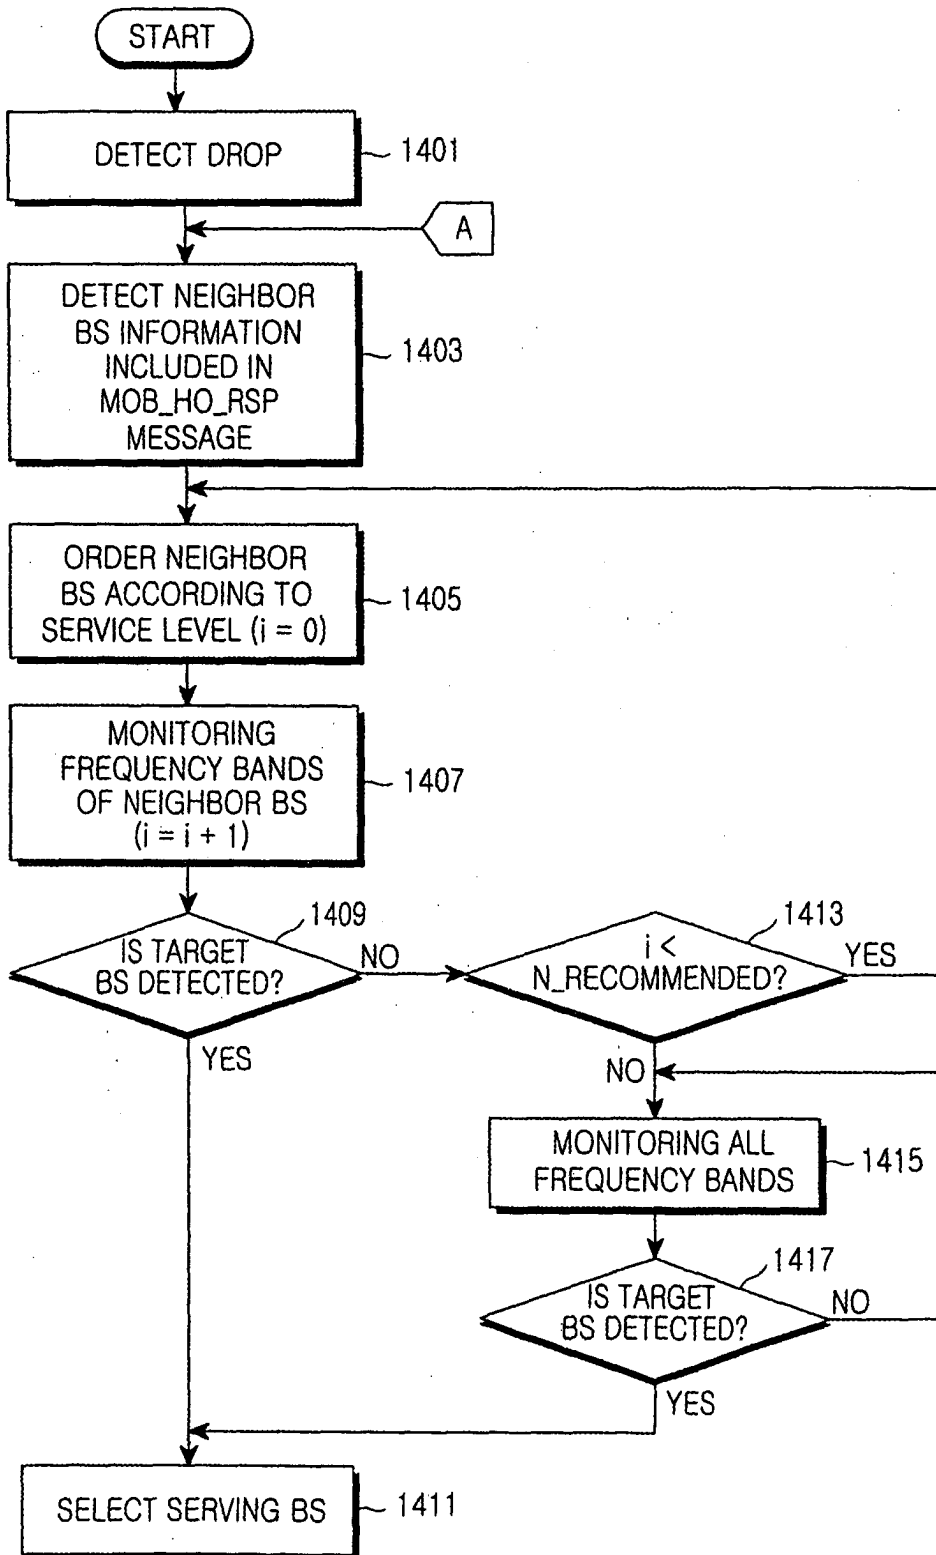 START
DETECT DROP
1401
A
DETECT NEIGHBOR
BS INFORMATION
INCLUDED IN
MOB_HO_RSP
MESSAGE
1403
ORDER NEIGHBOR
BS ACCORDING TO
SERVICE LEVEL (i = 0)
1405
MONITORING
FREQUENCY BANDS
OF NEIGHBOR BS
(i = i + 1)
1407
1409
IS TARGET
BS DETECTED?
NO
YES
1413
i <
N_RECOMMENDED?
YES
NO
MONITORING ALL
FREQUENCY BANDS
1415
1417
IS TARGET
BS DETECTED?
NO
YES
SELECT SERVING BS
1411